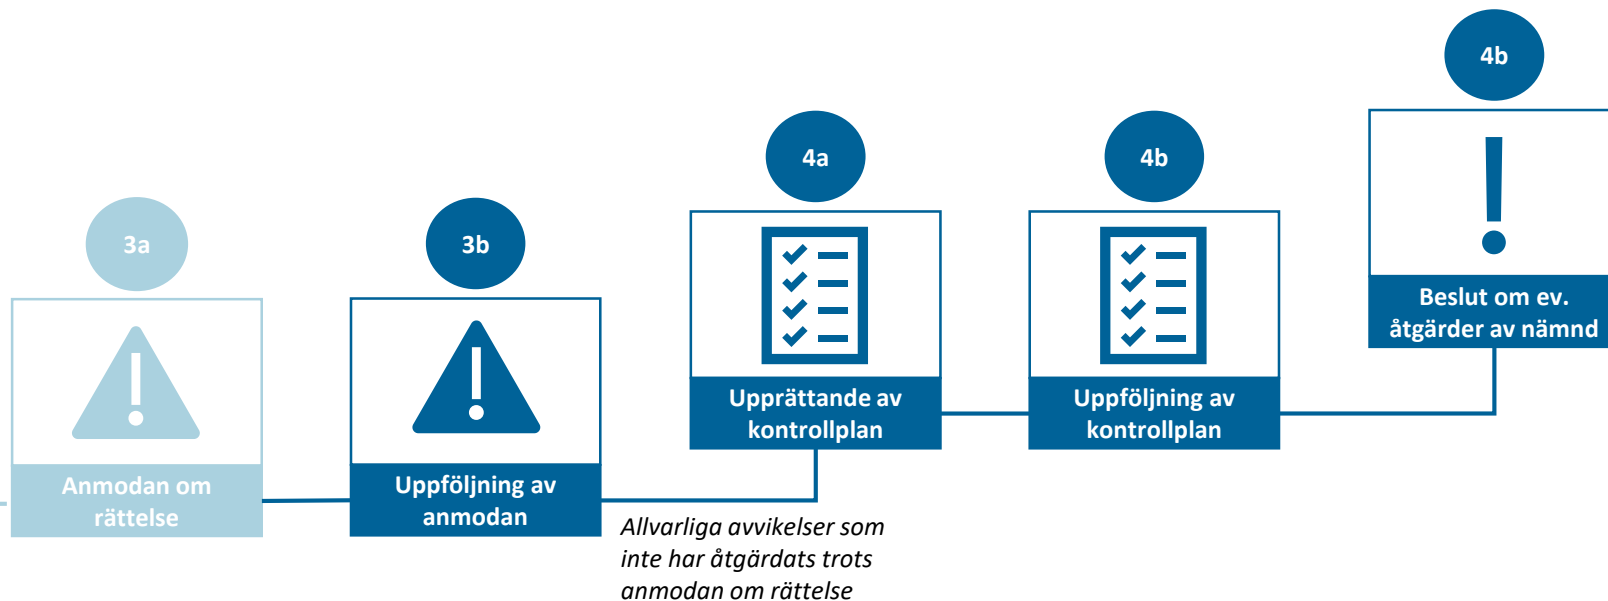 3a
Anmodan om
rättelse
3b
Uppföljning av
anmodan
Allvarliga avvikelser som
inte har åtgärdats trots
anmodan om rättelse
4a
Upprättande av
kontrollplan
4b
Uppföljning av
kontrollplan
4b
Beslut om ev.
åtgärder av nämnd